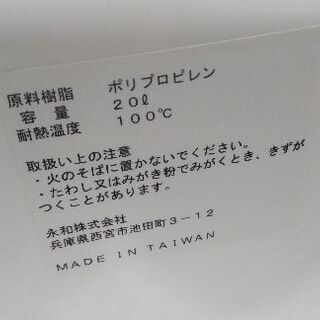 原料樹脂 ポリプロピレン
容量 20ℓ
耐熱温度 100℃
取扱い上の注意
・火のそばに置かないでください。
・たわし又はみがき粉でみがくとき、きずが
つくことがあります。
永和株式会社
兵庫県西宮市池田町3-12
MADE IN TAIWAN